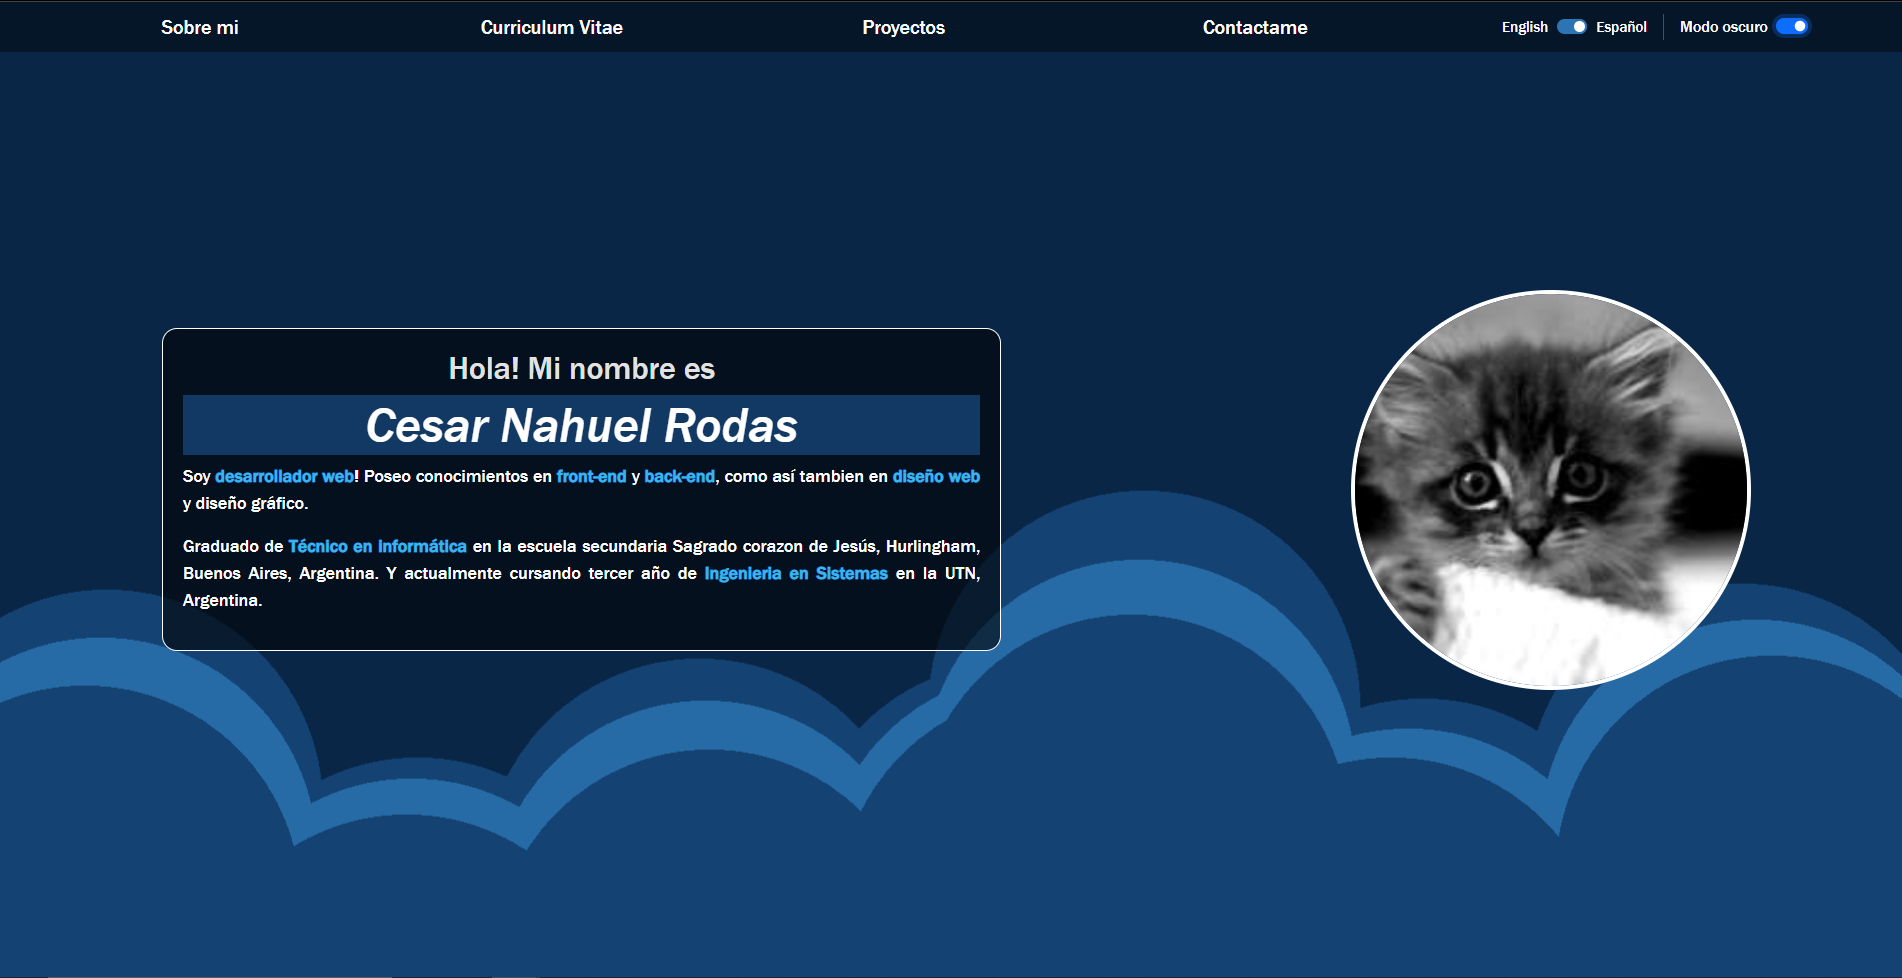 Sobre mi
Curriculum Vitae
Proyectos
Contactame
English
Español
Modo oscuro
Hola! Mi nombre es
Cesar Nahuel Rodas
Soy desarrollador web! Poseo conocimientos en front-end y back-end, como así tambien en diseño web
y diseño gráfico.
Graduado de Técnico en informática en la escuela secundaria Sagrado corazon de Jesús, Hurlingham,
Buenos Aires, Argentina. Y actualmente cursando tercer año de Ingenieria en Sistemas en la UTN,
Argentina.